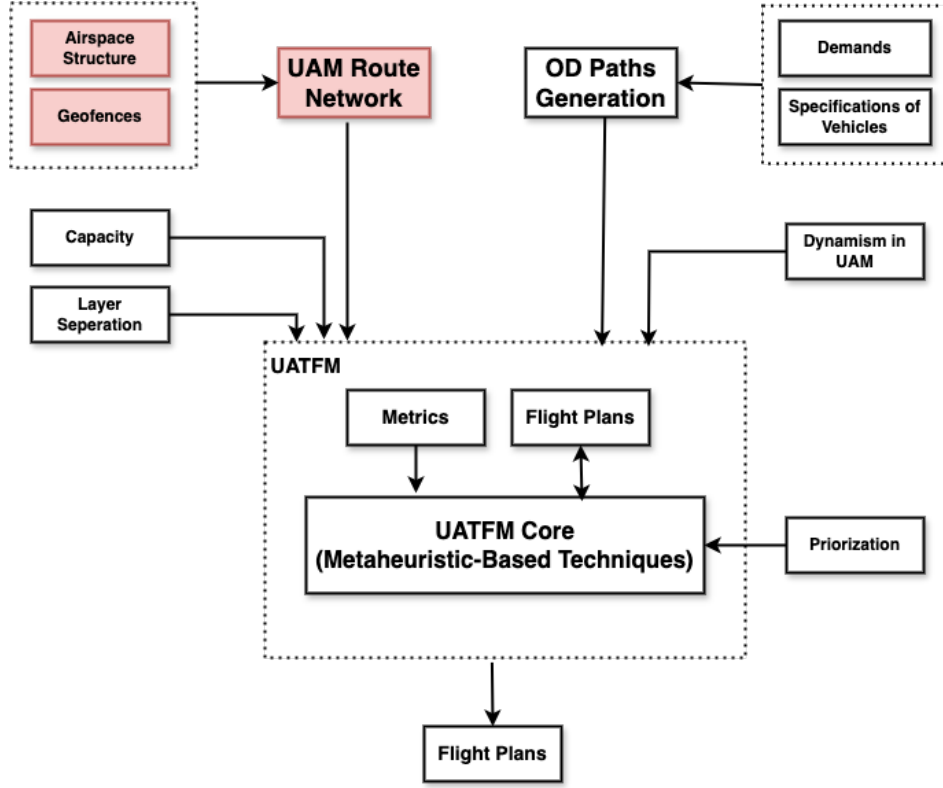 Airspace
Structure
Geofences
UAM Route
Network
OD Paths
Generation
Demands
Specifications of
Vehicles
Capacity
Layer
Seperation
Dynamism in
UAM
UATFM
Metrics
Flight Plans
UATFM Core
(Metaheuristic-Based Techniques)
Priorization
Flight Plans